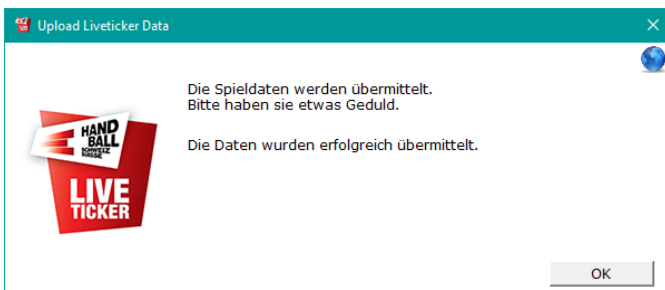 Upload Liveticker Data
Die Spieldaten werden übermittelt.
Bitte haben sie etwas Geduld.
Die Daten wurden erfolgreich übermittelt.
HAND
BALL
SCHWEIZ
LIVE
TICKER
OK